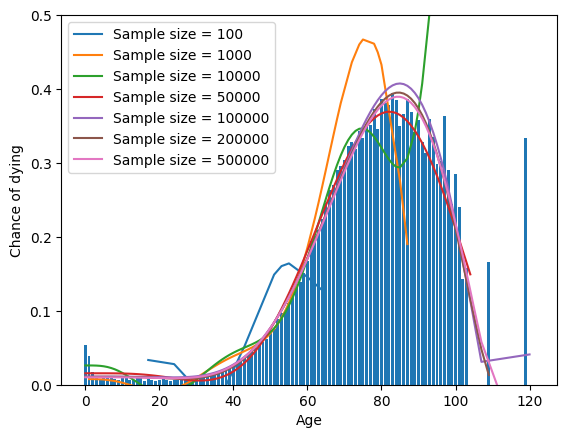 0.5
0.4
0.3
0.2
0.1
0.0
Chance of dying
Sample size = 100
Sample size = 1000
Sample size = 10000
Sample size = 50000
Sample size = 100000
Sample size = 200000
Sample size = 500000
0 20 40 60 80 100 120
Age